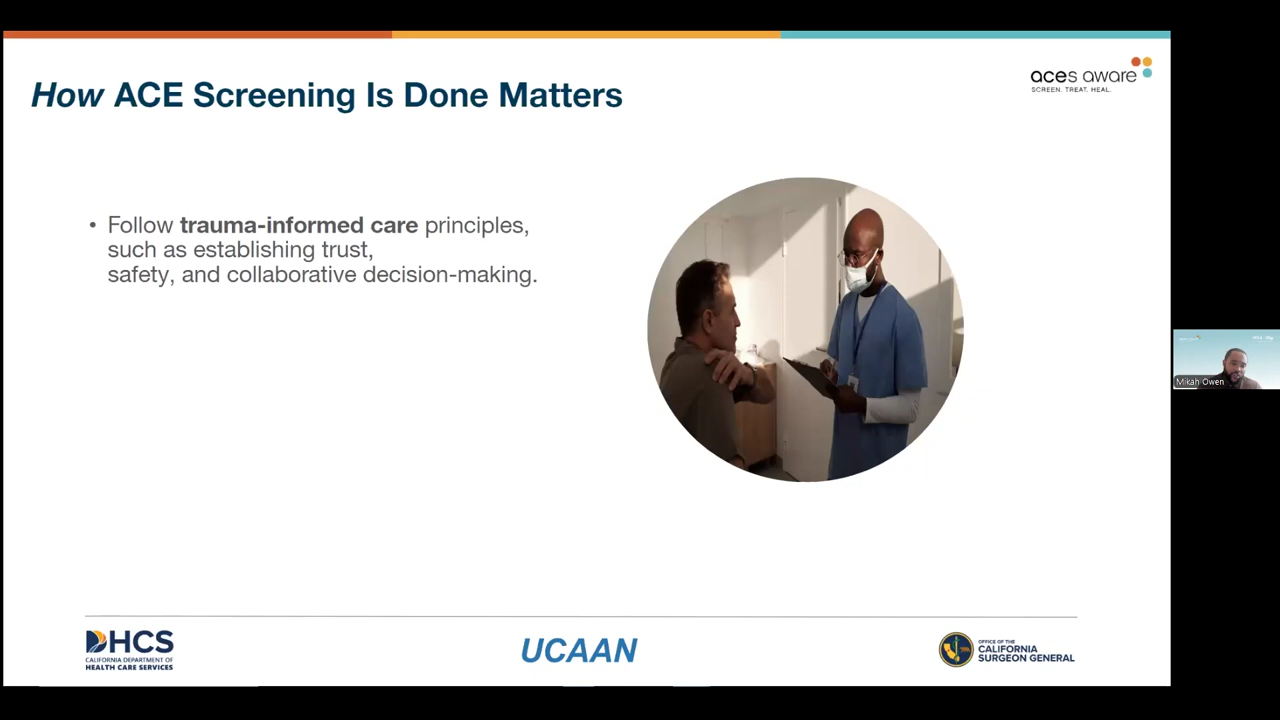 How ACE Screening Is Done Matters
aces aware
SCREEN. TREAT. HEAL.
• Follow trauma-informed care principles,
such as establishing trust,
safety, and collaborative decision-making.
Mikah Owen
DHCS
CALIFORNIA DEPARTMENT OF
HEALTH CARE SERVICES
UCAAN
OFFICE OF THE
CALIFORNIA
SURGEON GENERAL